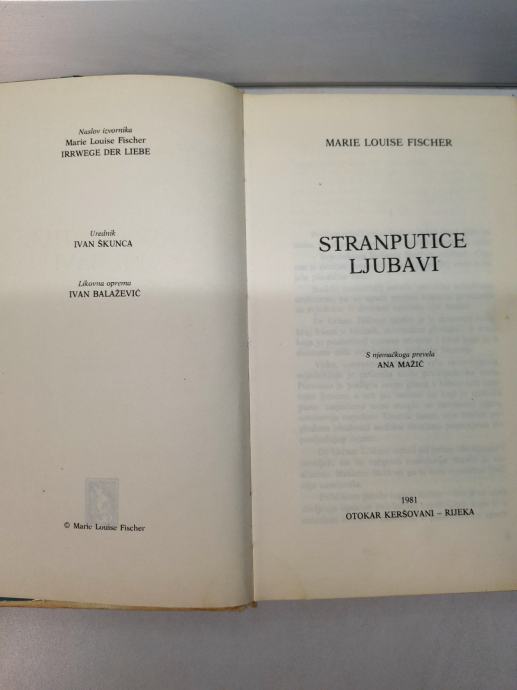 Naslov izvornika
Marie Louise Fischer
IRRWEGE DER LIEBE
Urednik
IVAN ŠKUNCA
Likovna oprema
IVAN BALAŽEVIĆ
© Marie Louise Fischer
MARIE LOUISE FISCHER
STRANPUTICE
LJUBAVI
S njemačkoga prevela
ANA MAŽIĆ
1981
OTOKAR KERŠOVANI – RIJEKA